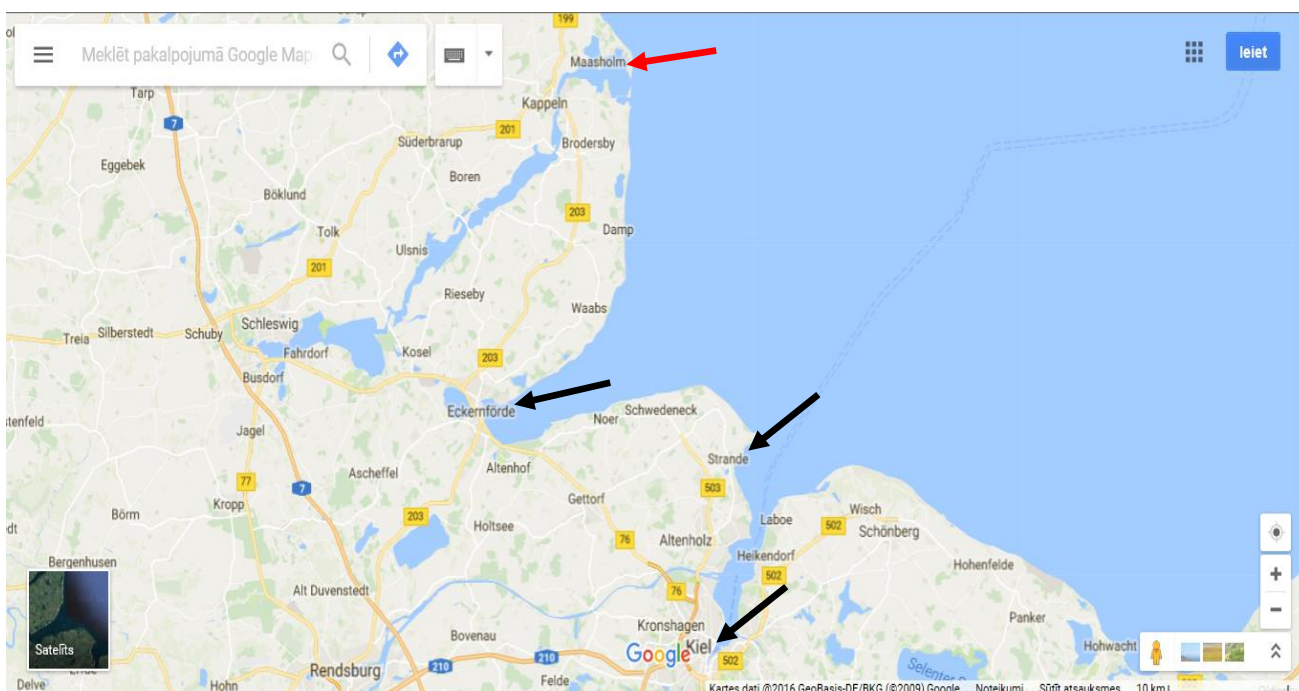 199
Meklēt pakalpojumā Google Map
Ieiet
Maasholm
Tarp
Kappeln
7
201
Süderbrarup
Brodersby
Eggebek
Boren
Böklund
203
Tolk
Damp
Ulsnis
201
Rieseby
Waabs
Schleswig
Silberstedt
Treia
Schuby
Fahrdorf
Kosel
203
Busdorf
Eckernförde
Schwedeneck
Noer
tenfeld
Jagel
Strande
Altenhof
Ascheffel
77
7
503
Gettorf
Kropp
Wisch
Börm
203
Laboe
502
Holtsee
Schönberg
76
Altenholz
Heikendorf
Bergenhusen
Hohenfelde
502
Alt Duvenstedt
76
Panker
Kronshagen
Bovenau
Kiel
Google
Hohwacht
Satelīts
502
210
210
Rendsburg
Selenter
Felde
Delve
Hohn
Kartes dati ©2016 GeoBasis-DE/BKG (©2009) Google Noteikumi Sūtīt atsauksmes 10 km